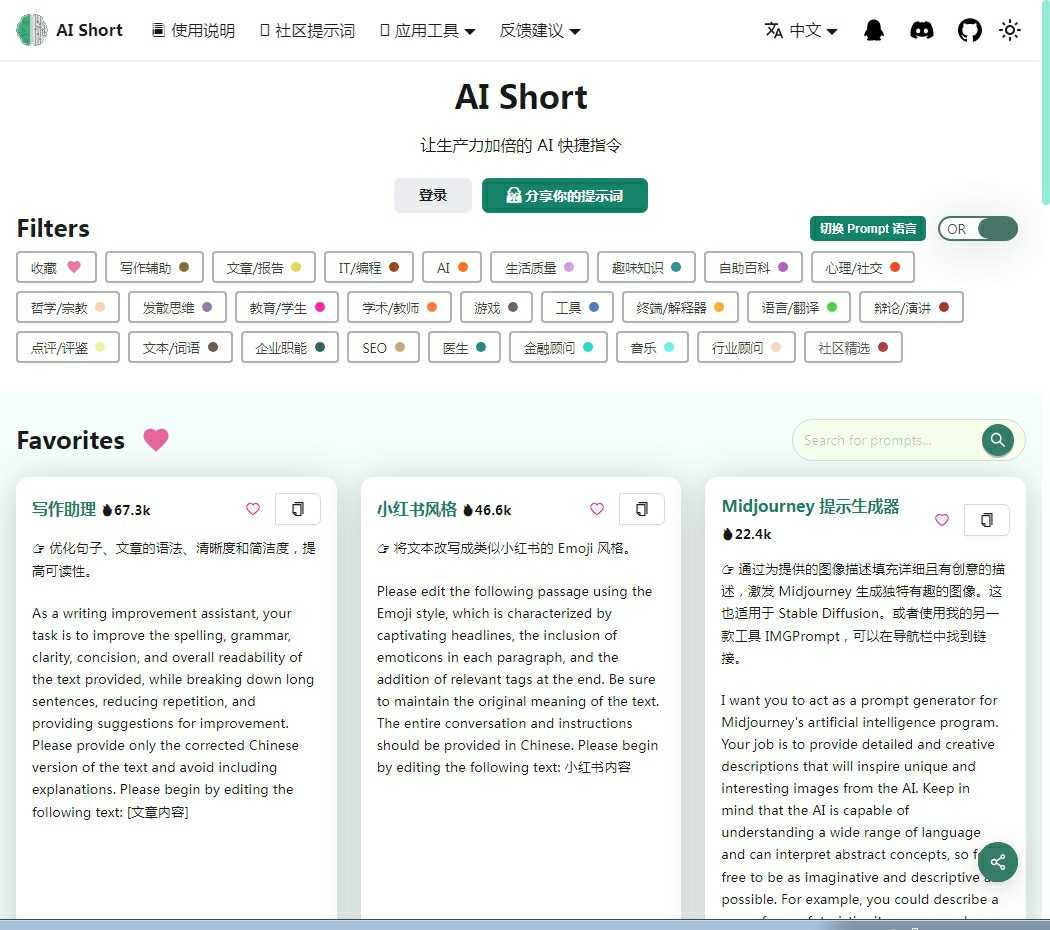 AI Short
使用说明
社区提示词
应用工具
反馈建议
中文
AI Short
让生产力加倍的 AI 快捷指令
登录
分享你的提示词
Filters
切换 Prompt 语言
OR
收藏
写作辅助
文章/报告
IT/编程
AI
生活质量
趣味知识
自助百科
心理/社交
哲学/宗教
发散思维
教育/学生
学术/教师
游戏
工具
终端/解释器
语言/翻译
辩论/演讲
点评/评鉴
文本/词语
企业职能
SEO
医生
金融顾问
音乐
行业顾问
社区精选
Favorites
Search for prompts...
写作助理 67.3k
优化句子、文章的语法、清晰度和简洁度，提
高可读性。
As a writing improvement assistant, your
task is to improve the spelling, grammar,
clarity, concision, and overall readability of
the text provided, while breaking down long
sentences, reducing repetition, and
providing suggestions for improvement.
Please provide only the corrected Chinese
version of the text and avoid including
explanations. Please begin by editing the
following text: [文章内容]
小红书风格 46.6k
将文本改写成类似小红书的 Emoji 风格。
Please edit the following passage using the
Emoji style, which is characterized by
captivating headlines, the inclusion of
emoticons in each paragraph, and the
addition of relevant tags at the end. Be sure
to maintain the original meaning of the text.
The entire conversation and instructions
should be provided in Chinese. Please begin
by editing the following text: 小红书内容
Midjourney 提示生成器
22.4k
通过为提供的图像描述填充详细且有创意的描
述，激发 Midjourney 生成独特有趣的图像。这
也适用于 Stable Diffusion。或者使用我的另一
款工具 IMGPrompt，可以在导航栏中找到链
接。
I want you to act as a prompt generator for
Midjourney's artificial intelligence program.
Your job is to provide detailed and creative
descriptions that will inspire unique and
interesting images from the AI. Keep in
mind that the AI is capable of
understanding a wide range of language
and can interpret abstract concepts, so
free to be as imaginative and descriptive
possible. For example, you could describe a